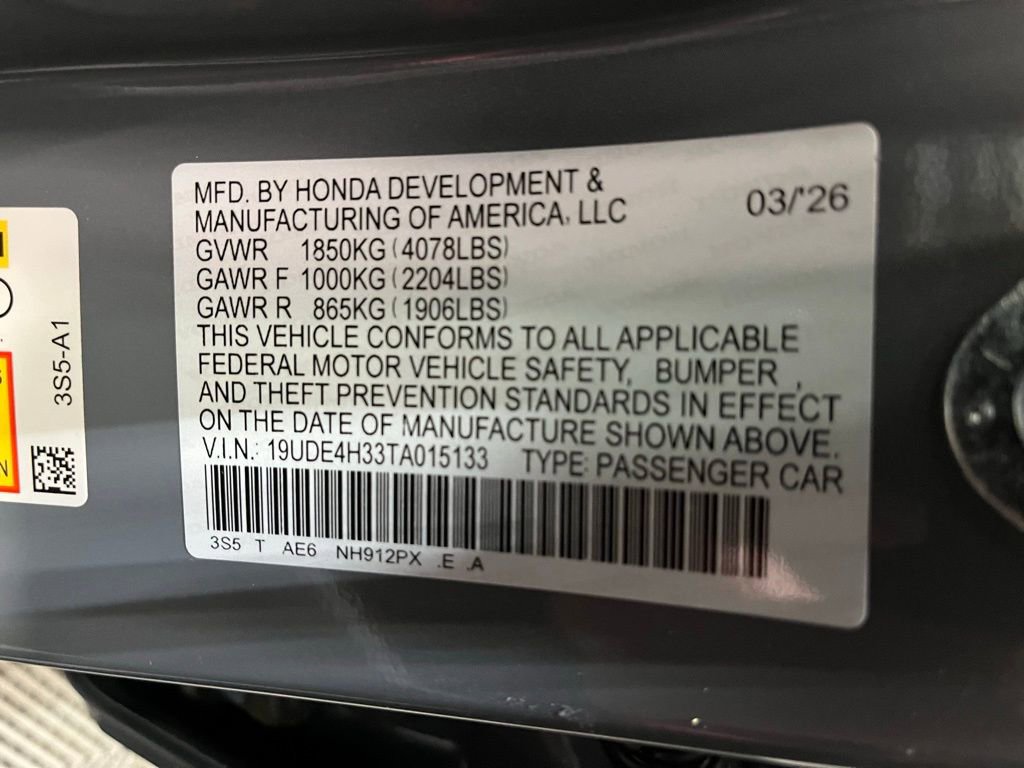 MFD. BY HONDA DEVELOPMENT &
MANUFACTURING OF AMERICA, LLC
03/'26
GVWR 1850KG (4078LBS)
GAWR F 1000KG (2204LBS)
GAWR R 865KG (1906LBS)
THIS VEHICLE CONFORMS TO ALL APPLICABLE
FEDERAL MOTOR VEHICLE SAFETY, BUMPER ,
AND THEFT PREVENTION STANDARDS IN EFFECT
ON THE DATE OF MANUFACTURE SHOWN ABOVE.
V.I.N.: 19UDE4H33TA015133 TYPE: PASSENGER CAR
3S5 T AE6 NH912PX .E .A
3S5-A1